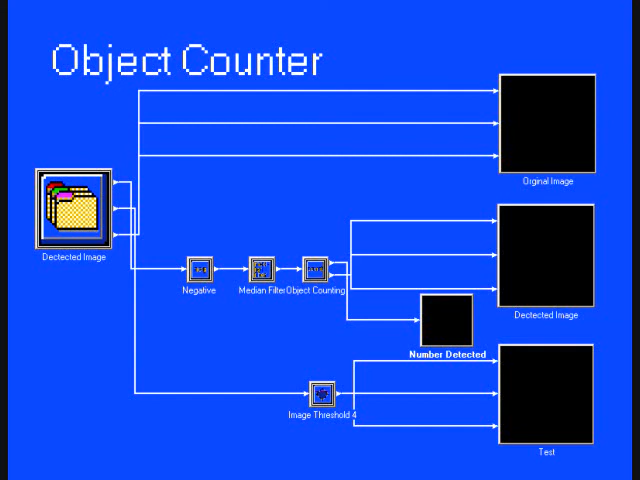 Object Counter
Orginal Image
Dectected Image
Negative
Median Filter
Object Counting
Dectected Image
Number Detected
Image Threshold 4
Test